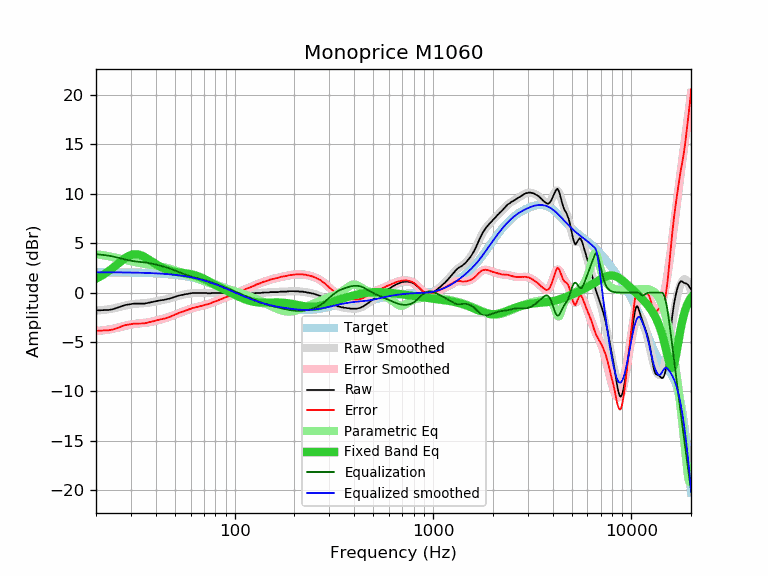 Monoprice M1060
Amplitude (dBr)
20
15
10
5
0
−5
−10
−15
−20
Target
Raw Smoothed
Error Smoothed
Raw
Error
Parametric Eq
Fixed Band Eq
Equalization
Equalized smoothed
100
1000
10000
Frequency (Hz)